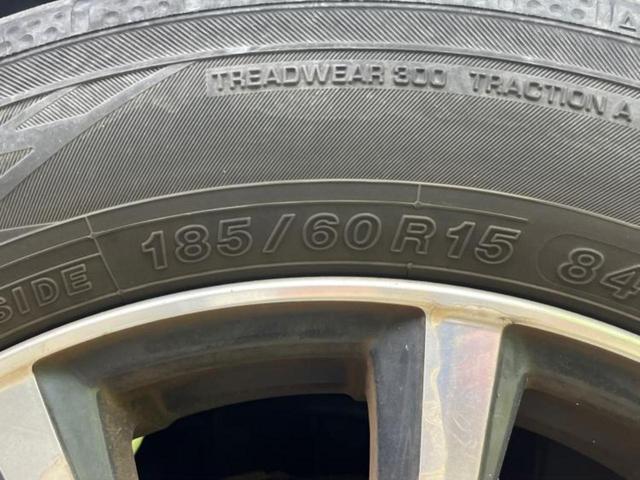 TREADWEAR 300 TRACTION A
SIDE 185/60R15 84